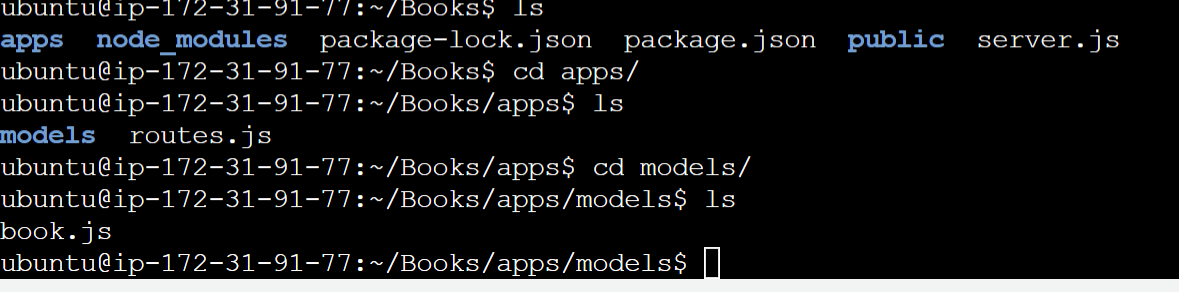 ubuntu@ip-172-31-91-77:~/Books$ ls
apps  node_modules  package-lock.json  package.json  public  server.js
ubuntu@ip-172-31-91-77:~/Books$ cd apps/
ubuntu@ip-172-31-91-77:~/Books/apps$ ls
models  routes.js
ubuntu@ip-172-31-91-77:~/Books/apps$ cd models/
ubuntu@ip-172-31-91-77:~/Books/apps/models$ ls
book.js
ubuntu@ip-172-31-91-77:~/Books/apps/models$